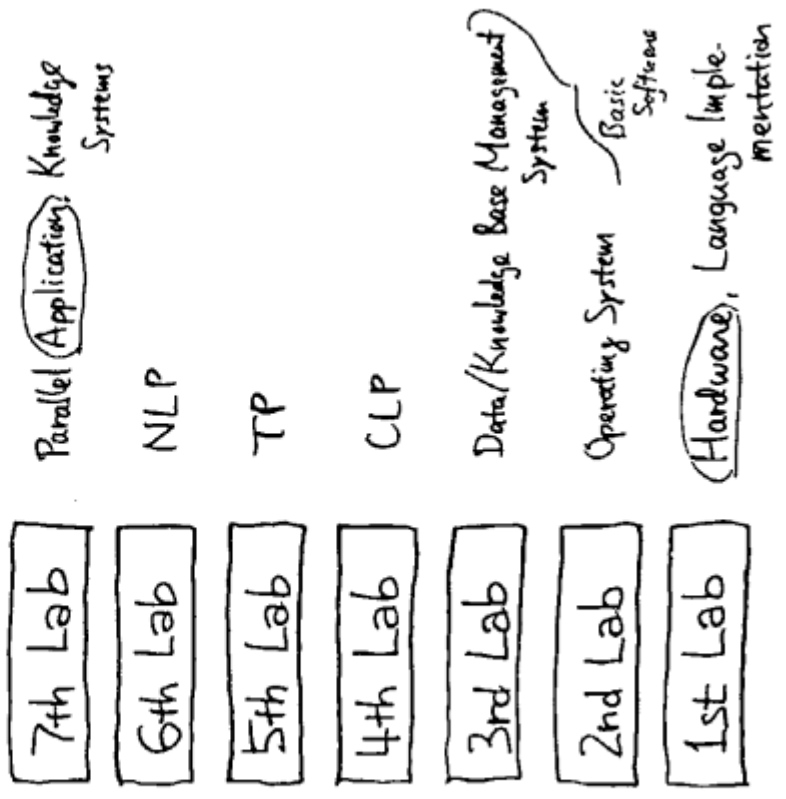 7th Lab Parallel Application, Knowledge
Systems
6th Lab NLP
5th Lab TP
4th Lab CLP
3rd Lab Data/Knowledge Base Management
System
2nd Lab Operating System
Basic
Software
1st Lab Hardware, Language Imple-
mentation